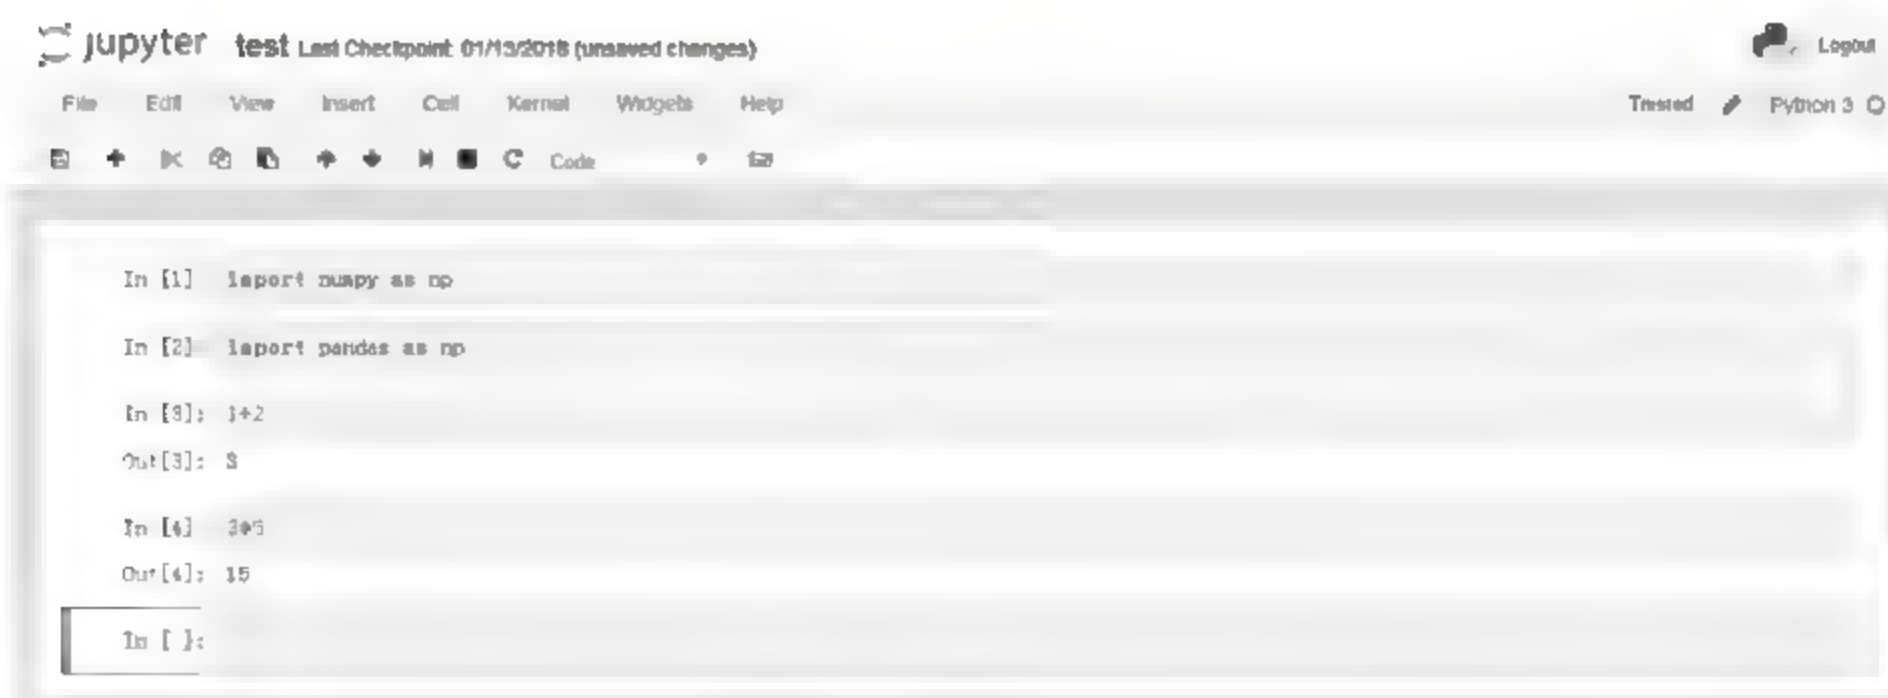 jupyter test Last Checkpoint: 01/13/2018 (unsaved changes) Logout
File Edit View Insert Cell Kernel Widgets Help Trusted Python 3
Code
In [1] import numpy as np
In [2] import pandas as np
In [3]: 1+2
Out[3]: 3
In [4] 3*5
Out[4]: 15
In [ ]: